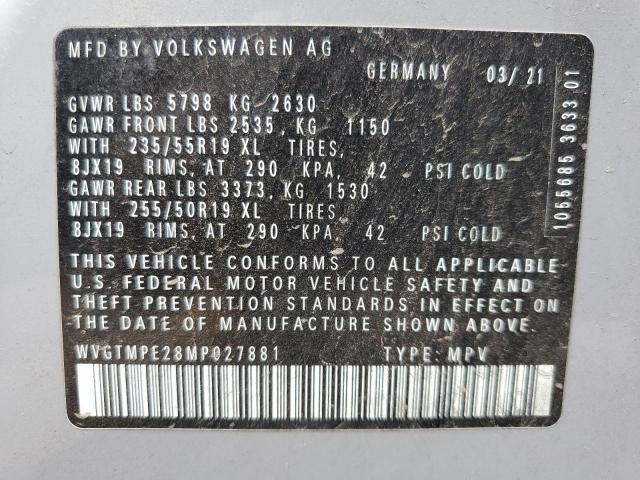 MFD BY VOLKSWAGEN AG
GERMANY 03/ 21
GVWR LBS 5798 KG 2630
GAWR FRONT LBS 2535, KG 1150
WITH 235/55R19 XL TIRES,
8JX19 RIMS, AT 290 KPA, 42 PSI COLD
GAWR REAR LBS 3373, KG 1530
WITH 255/50R19 XL TIRES,
8JX19 RIMS, AT 290 KPA, 42 PSI COLD
THIS VEHICLE CONFORMS TO ALL APPLICABLE
U.S. FEDERAL MOTOR VEHICLE SAFETY AND
THEFT PREVENTION STANDARDS IN EFFECT ON
THE DATE OF MANUFACTURE SHOWN ABOVE.
WVGTMPE28MP027881 TYPE: MPV
1055685 3633 01